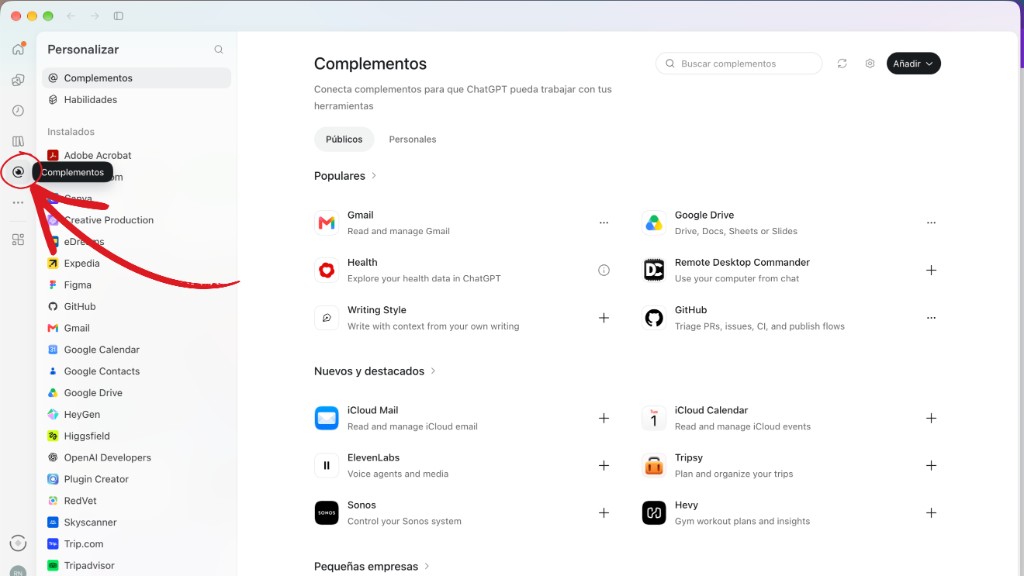 Personalizar
Complementos
Habilidades
Instalados
Adobe Acrobat
Complementos
Canva
Creative Production
eDreams
Expedia
Figma
GitHub
Gmail
Google Calendar
Google Contacts
Google Drive
HeyGen
Higgsfield
OpenAI Developers
Plugin Creator
RedVet
Skyscanner
Trip.com
Tripadvisor
Complementos
Buscar complementos
Añadir
Conecta complementos para que ChatGPT pueda trabajar con tus
herramientas
Públicos
Personales
Populares
Gmail
Read and manage Gmail
Google Drive
Drive, Docs, Sheets or Slides
Health
Explore your health data in ChatGPT
Remote Desktop Commander
Use your computer from chat
Writing Style
Write with context from your own writing
GitHub
Triage PRs, issues, CI, and publish flows
Nuevos y destacados
iCloud Mail
Read and manage iCloud email
iCloud Calendar
Read and manage iCloud events
ElevenLabs
Voice agents and media
Tripsy
Plan and organize your trips
SONOS
Sonos
Control your Sonos system
Hevy
Gym workout plans and insights
Pequeñas empresas